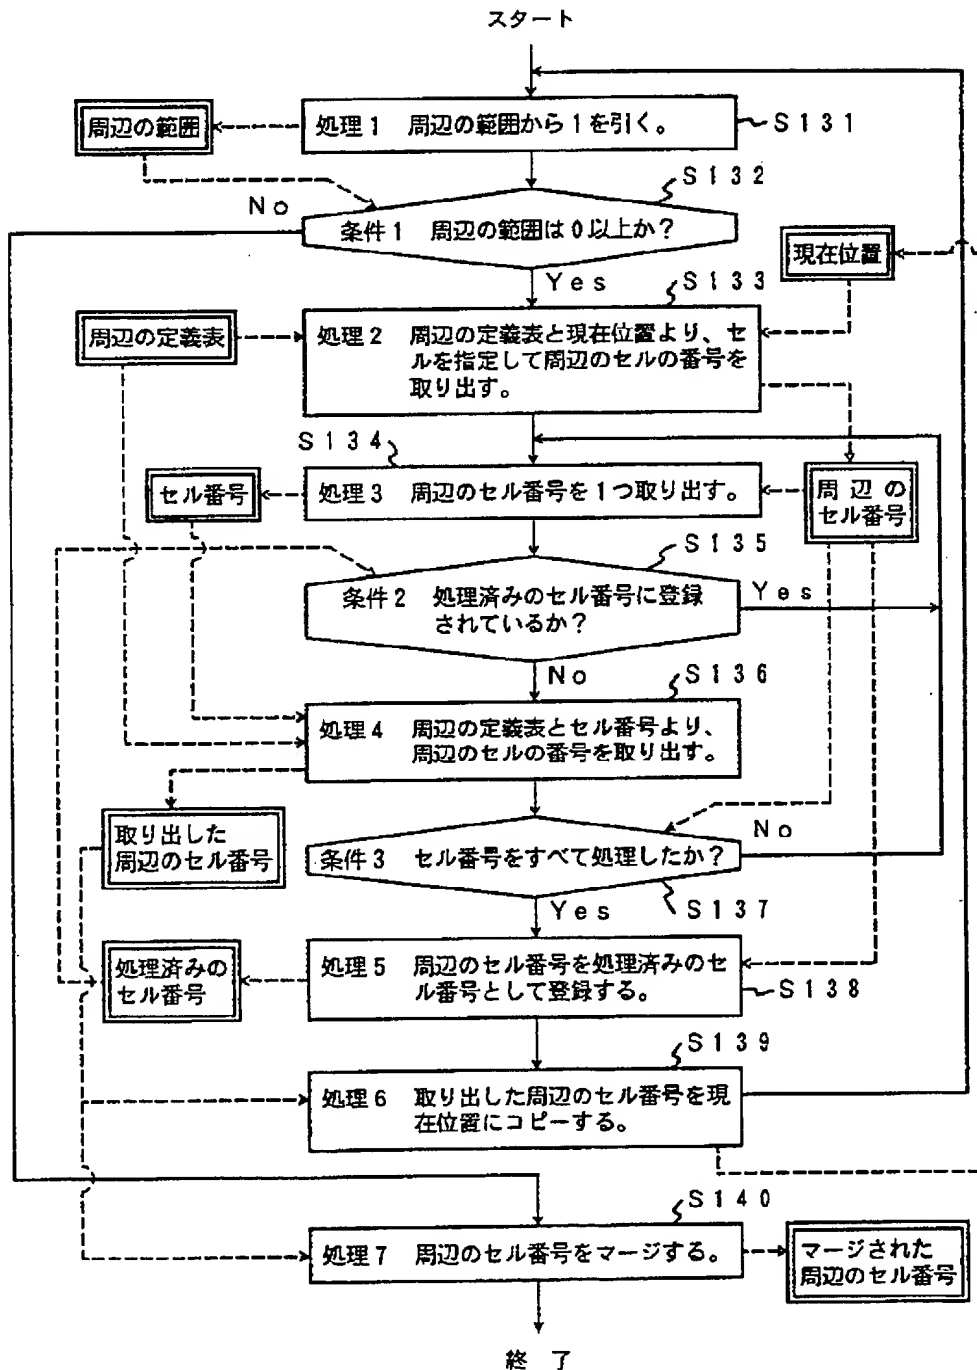 スタート
処理1 周辺の範囲から1を引く。
S131
周辺の範囲
S132
No
条件1 周辺の範囲は0以上か?
現在位置
Yes
S133
周辺の定義表
処理2 周辺の定義表と現在位置より、セ
ルを指定して周辺のセルの番号を
取り出す。
S134
セル番号
処理3 周辺のセル番号を1つ取り出す。
周辺の
セル番号
S135
条件2 処理済みのセル番号に登録
されているか?
Yes
No
S136
処理4 周辺の定義表とセル番号より、
周辺のセルの番号を取り出す。
取り出した
周辺のセル番号
条件3 セル番号をすべて処理したか?
No
Yes
S137
処理済みの
セル番号
処理5 周辺のセル番号を処理済みのセ
ル番号として登録する。
S138
S139
処理6 取り出した周辺のセル番号を現
在位置にコピーする。
S140
処理7 周辺のセル番号をマージする。
マージされた
周辺のセル番号
終了